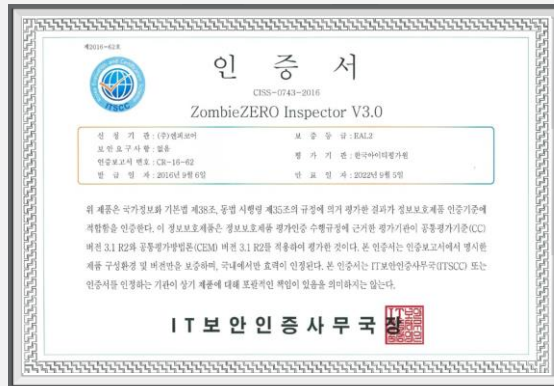 제2016-62호
인 증 서
ITSCC
CISS-0743-2016
ZombieZERO Inspector V3.0
신 청 기 관 : (주)엔피코어
보 증 등 급 : EAL2
보안요구사항 : 없음
평 가 기 관 : 한국아이티평가원
인증보고서 번호 : CR-16-62
발 급 일 자 : 2016년 9월 6일
만 료 일 자 : 2022년 9월 5일
위 제품은 국가정보화 기본법 제38조, 동법 시행령 제35조의 규정에 의거 평가한 결과가 정보보호제품 인증기준에
적합함을 인증한다. 이 정보보호제품은 정보보호제품 평가인증 수행규정에 근거한 평가기관이 공통평가기준(CC)
버전 3.1 R2와 공통평가방법론(CEM) 버전 3.1 R2를 적용하여 평가한 것이다. 본 인증서는 인증보고서에서 명시한
제품 구성환경 및 버전만을 보증하며, 국내에서만 효력이 인정된다. 본 인증서는 IT보안인증사무국(ITSCC) 또는
인증서를 인정하는 기관이 상기 제품에 대해 포괄적인 책임이 있음을 의미하지는 않는다.
IT보안인증사무국장